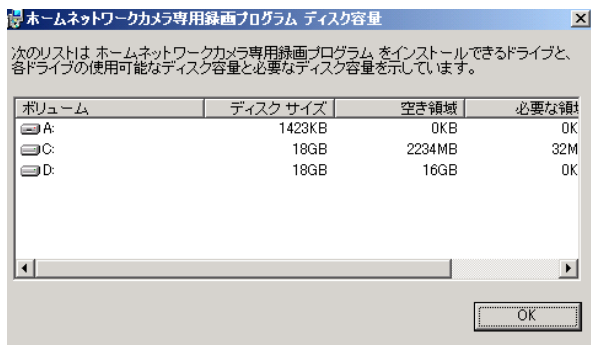 ホームネットワークカメラ専用録画プログラム ディスク容量
次のリストは ホームネットワークカメラ専用録画プログラム をインストールできるドライブと、
各ドライブの使用可能なディスク容量と必要なディスク容量を示しています。
ボリューム ディスク サイズ 空き領域 必要な領
A: 1423KB 0KB 0K
C: 18GB 2234MB 32M
D: 18GB 16GB 0K
OK